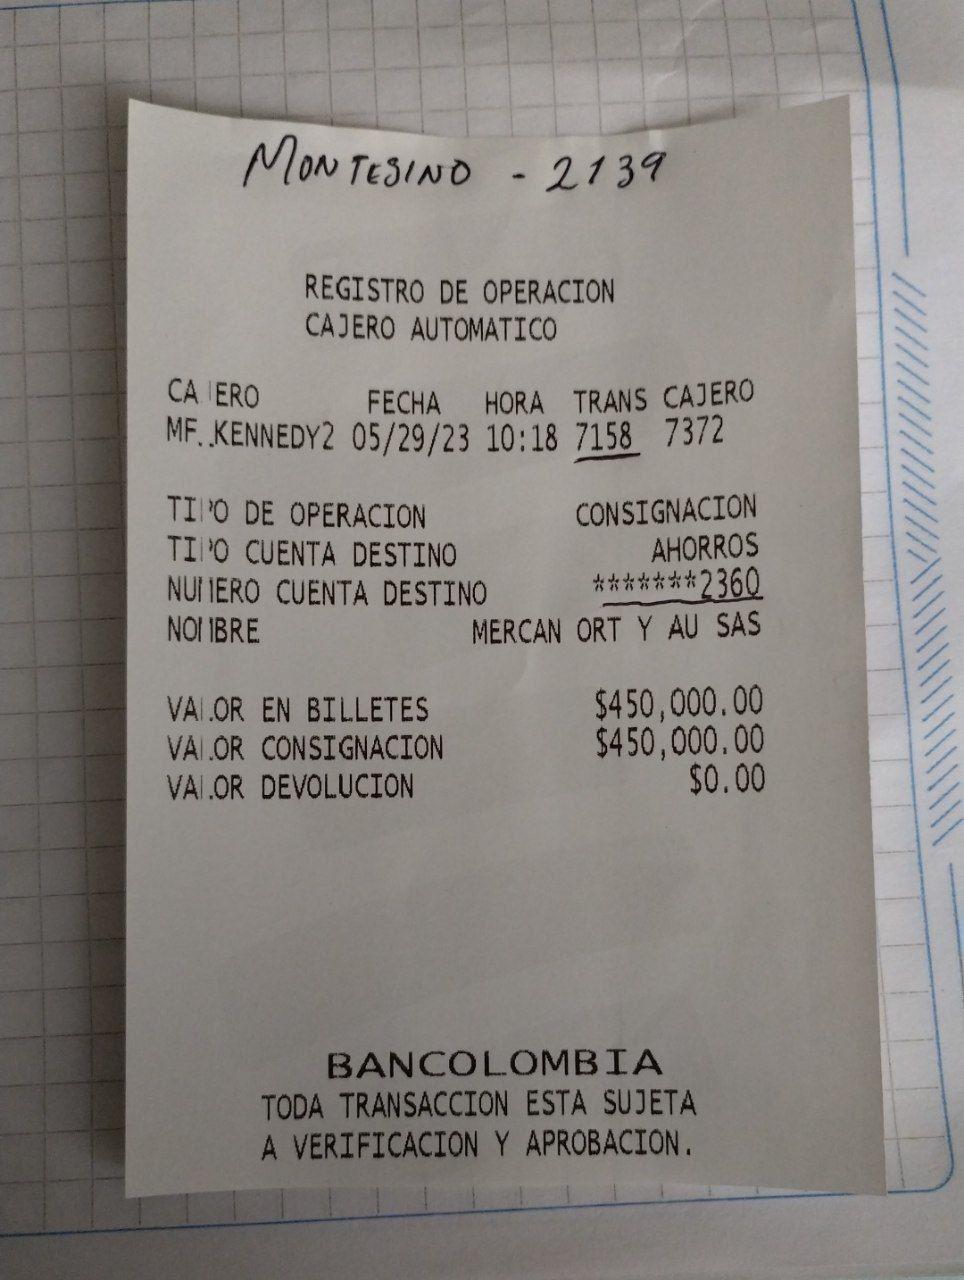 MONTESINO - 2139
REGISTRO DE OPERACION
CAJERO AUTOMATICO
CAJERO FECHA HORA TRANS CAJERO
MF..KENNEDY2 05/29/23 10:18 7158 7372
TIPO DE OPERACION CONSIGNACION
TIPO CUENTA DESTINO AHORROS
NUMERO CUENTA DESTINO *******2360
NOMBRE MERCAN ORT Y AU SAS
VALOR EN BILLETES $450,000.00
VALOR CONSIGNACION $450,000.00
VALOR DEVOLUCION $0.00
BANCOLOMBIA
TODA TRANSACCION ESTA SUJETA
A VERIFICACION Y APROBACION.